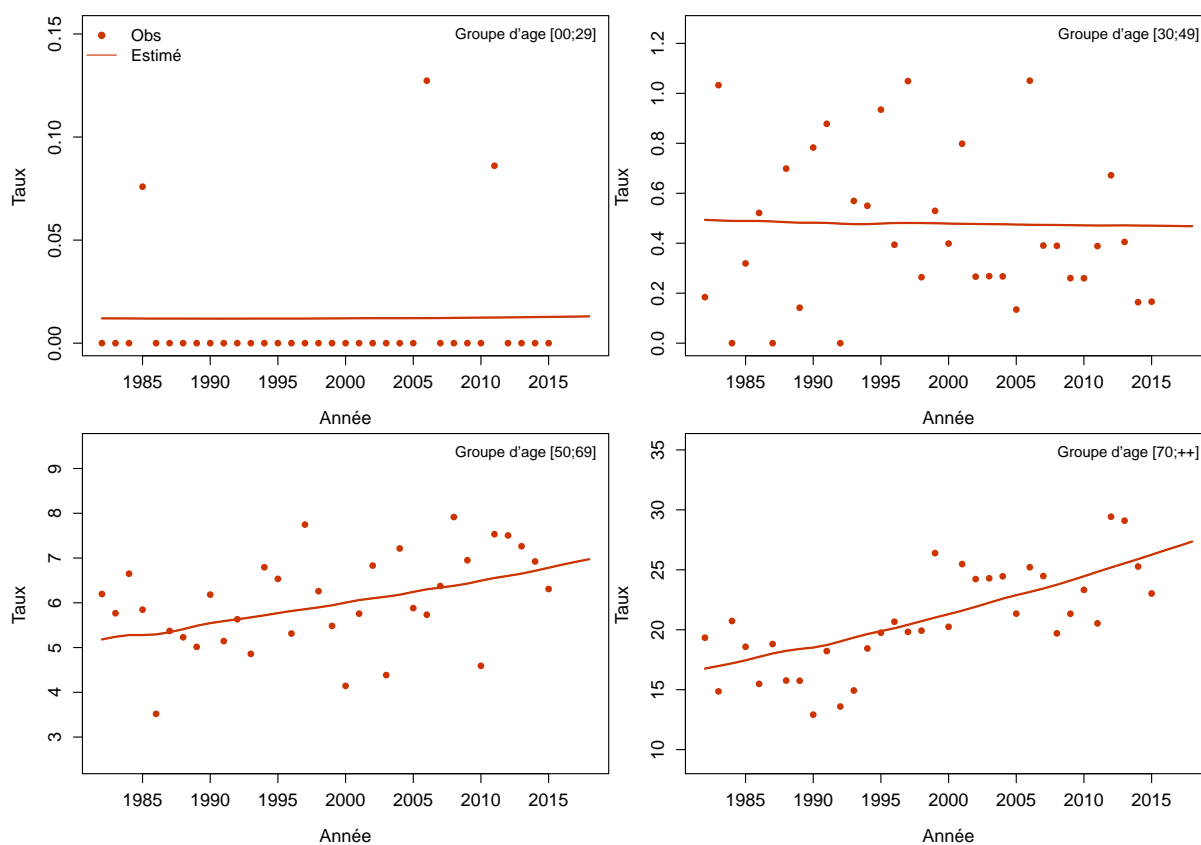 Obs
Estimé
Groupe d'age [00;29]
Taux
0.15
0.10
0.05
0.00
1985 1990 1995 2000 2005 2010 2015
Année
Groupe d'age [30;49]
Taux
1.2
1.0
0.8
0.6
0.4
0.2
0.0
1985 1990 1995 2000 2005 2010 2015
Année
Groupe d'age [50;69]
Taux
9
8
7
6
5
4
3
1985 1990 1995 2000 2005 2010 2015
Année
Groupe d'age [70;++]
Taux
35
30
25
20
15
10
1985 1990 1995 2000 2005 2010 2015
Année